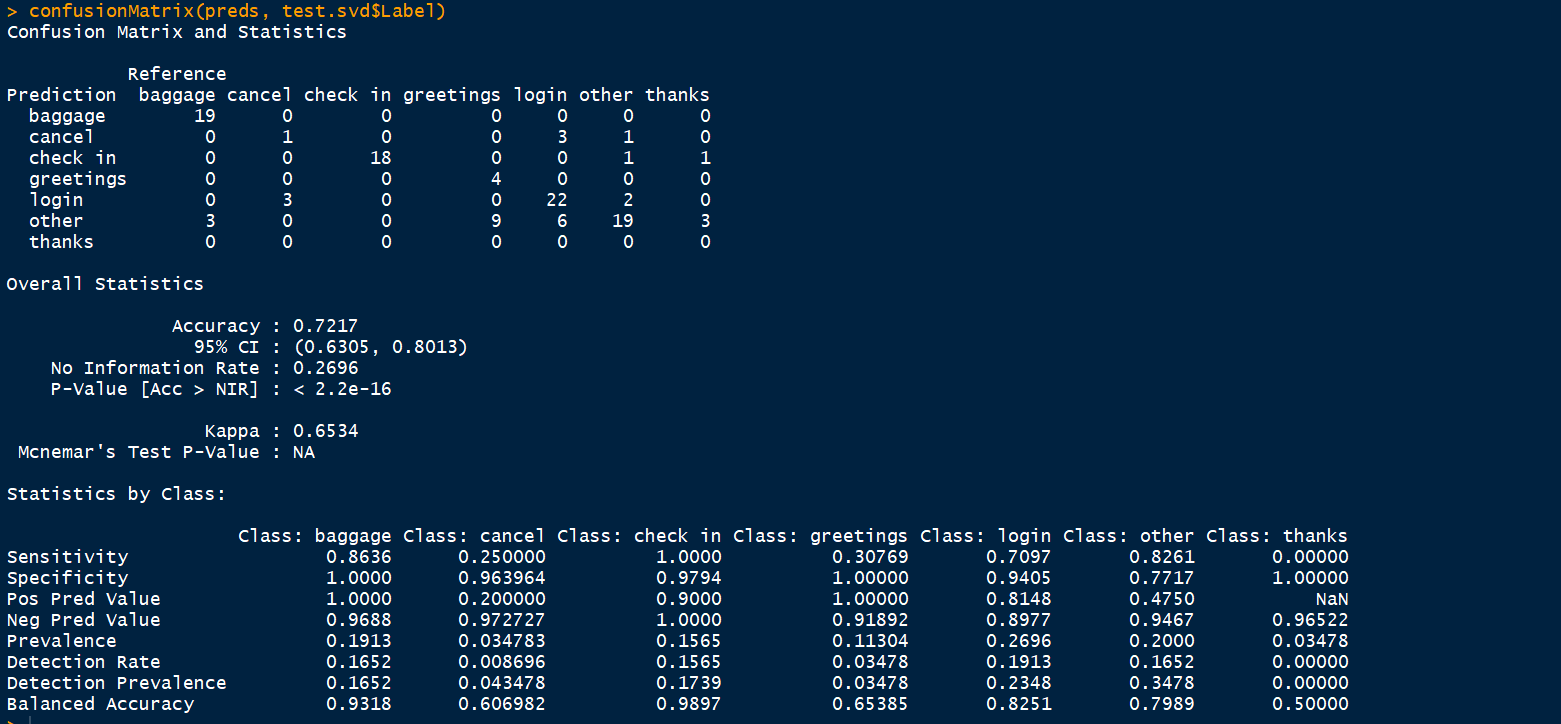 > confusionMatrix(preds, test.svd$Label)
Confusion Matrix and Statistics

           Reference
Prediction  baggage cancel check in greetings login other thanks
  baggage        19      0        0         0     0     0      0
  cancel          0      1        0         0     3     1      0
  check in        0      0       18         0     0     1      1
  greetings       0      0        0         4     0     0      0
  login           0      3        0         0    22     2      0
  other           3      0        0         9     6    19      3
  thanks          0      0        0         0     0     0      0

Overall Statistics

               Accuracy : 0.7217
                 95% CI : (0.6305, 0.8013)
    No Information Rate : 0.2696
    P-Value [Acc > NIR] : < 2.2e-16

                  Kappa : 0.6534
 Mcnemar's Test P-Value : NA

Statistics by Class:

                     Class: baggage Class: cancel Class: check in Class: greetings Class: login Class: other Class: thanks
Sensitivity                  0.8636      0.250000          1.0000          0.30769       0.7097       0.8261       0.00000
Specificity                  1.0000      0.963964          0.9794          1.00000       0.9405       0.7717       1.00000
Pos Pred Value               1.0000      0.200000          0.9000          1.00000       0.8148       0.4750           NaN
Neg Pred Value               0.9688      0.972727          1.0000          0.91892       0.8977       0.9467       0.96522
Prevalence                   0.1913      0.034783          0.1565          0.11304       0.2696       0.2000       0.03478
Detection Rate               0.1652      0.008696          0.1565          0.03478       0.1913       0.1652       0.00000
Detection Prevalence         0.1652      0.043478          0.1739          0.03478       0.2348       0.3478       0.00000
Balanced Accuracy            0.9318      0.606982          0.9897          0.65385       0.8251       0.7989       0.50000
>